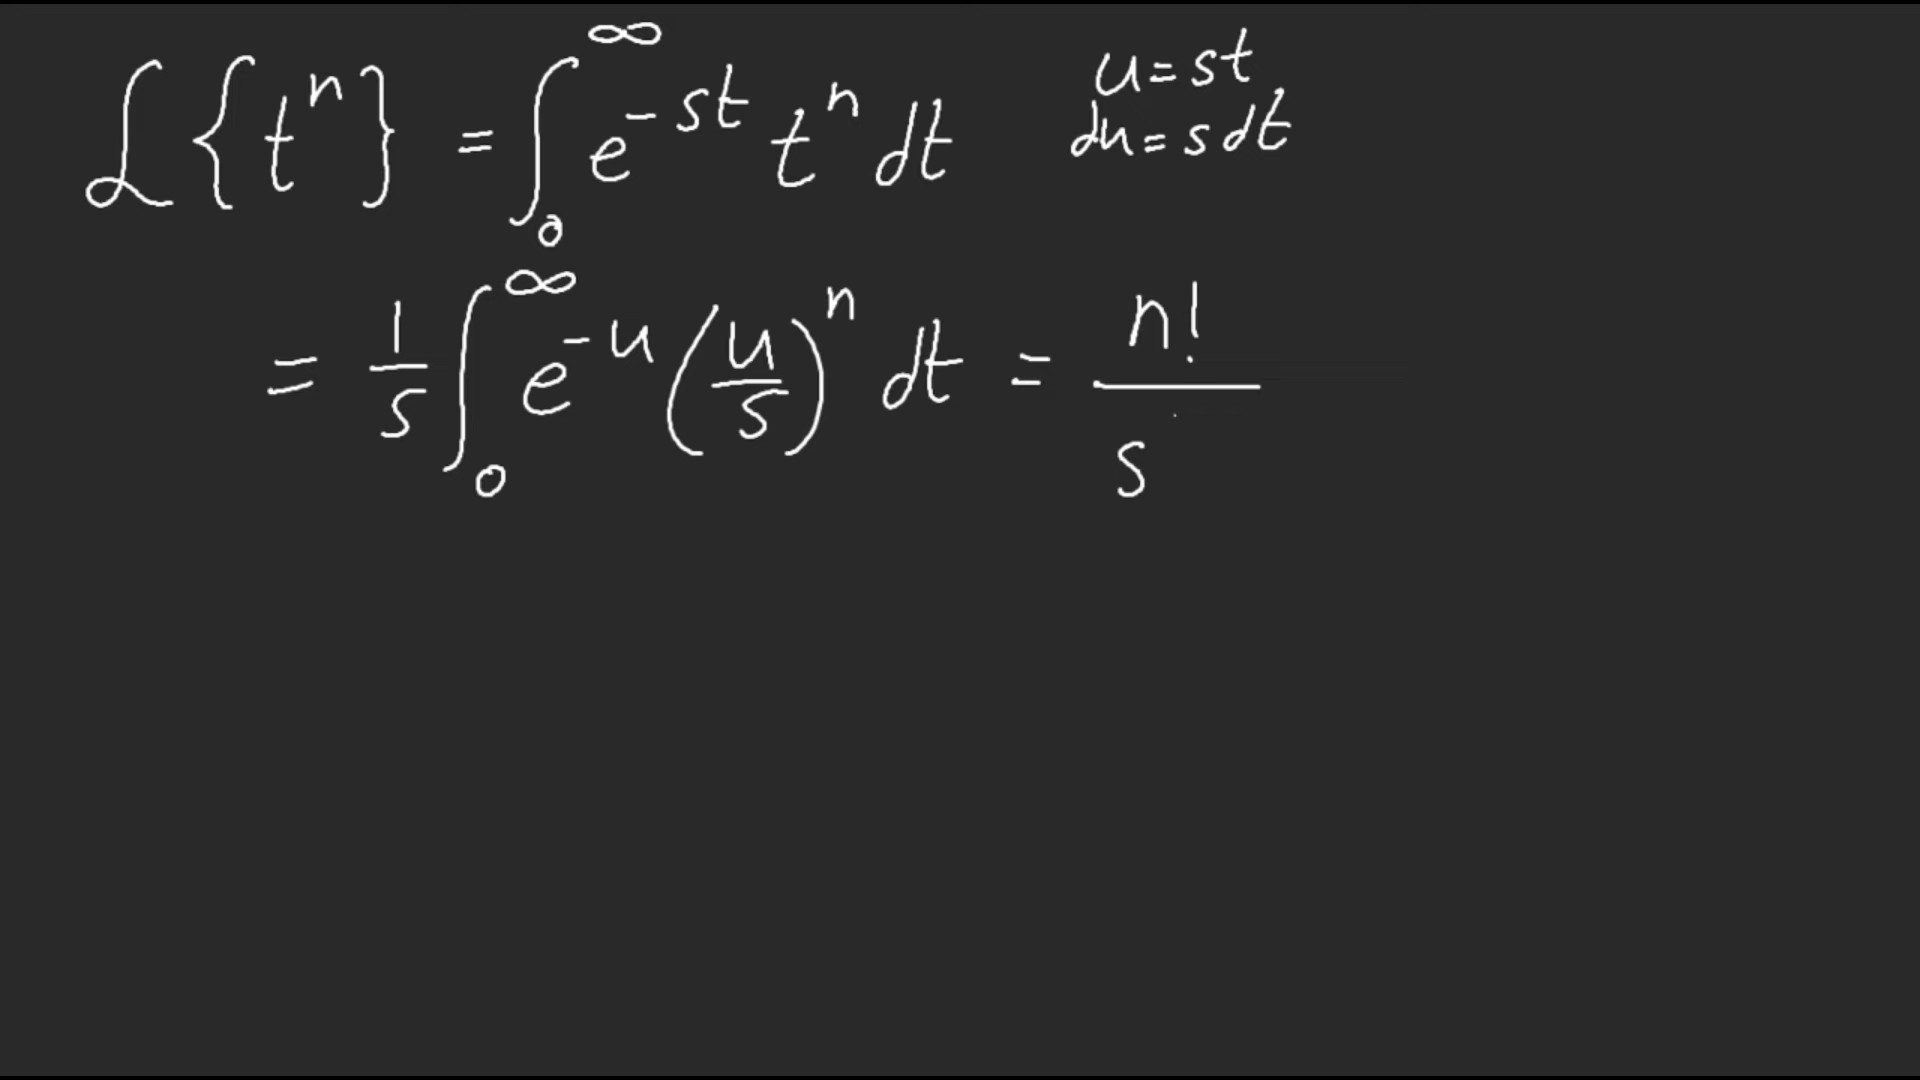 ℒ{tⁿ} = ∫₀^∞ e^{-st} tⁿ dt   u = st
du = s dt
= 1/s ∫₀^∞ e^{-u} (u/s)ⁿ dt = n!/s